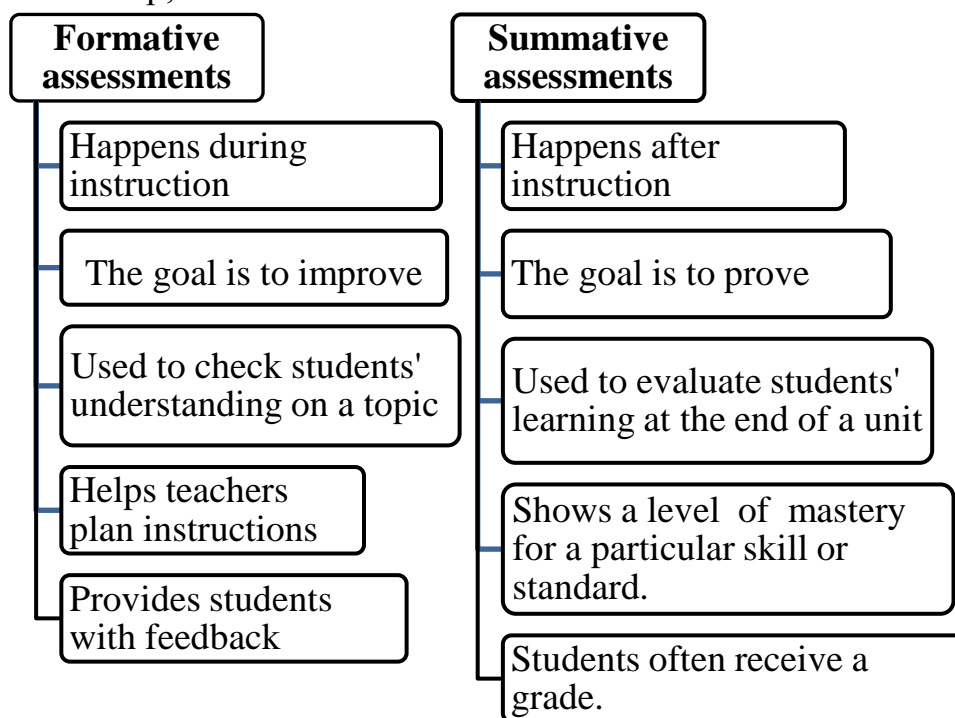 Formative
assessments
Happens during
instruction
The goal is to improve
Used to check students'
understanding on a topic
Helps teachers
plan instructions
Provides students
with feedback
Summative
assessments
Happens after
instruction
The goal is to prove
Used to evaluate students'
learning at the end of a unit
Shows a level of mastery
for a particular skill or
standard.
Students often receive a
grade.